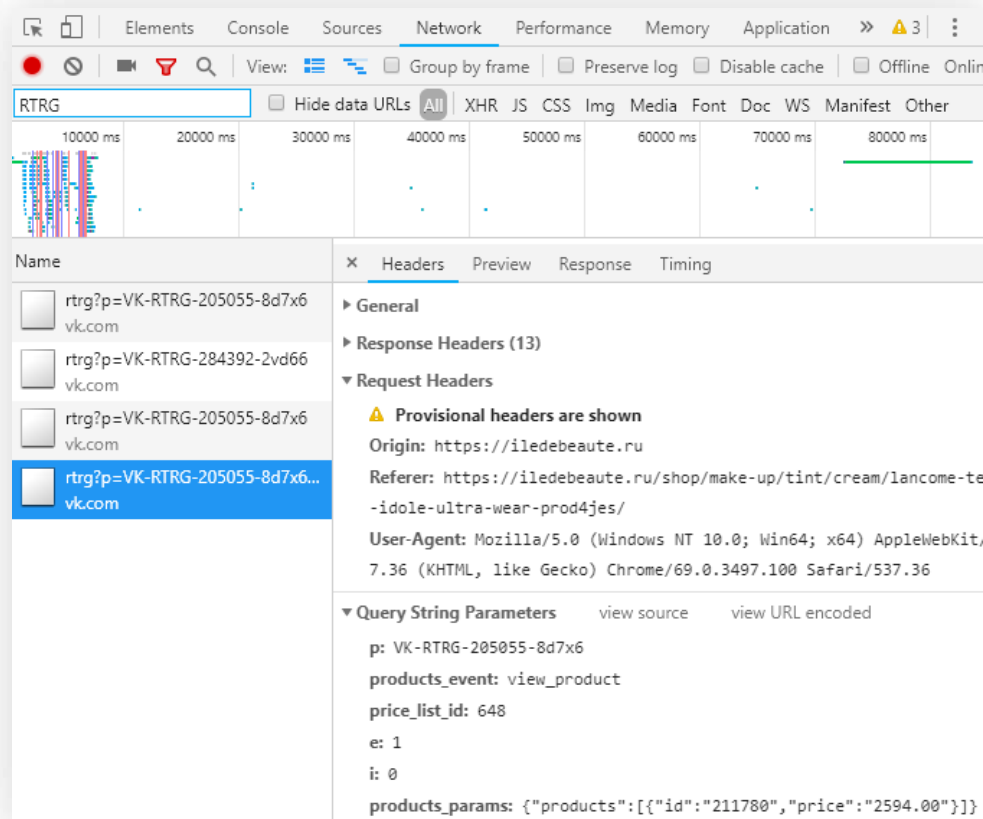 Elements Console Sources Network Performance Memory Application » 3
View: Group by frame Preserve log Disable cache Offline
RTRG Hide data URLs All XHR JS CSS Img Media Font Doc WS Manifest Other
10000 ms 20000 ms 30000 ms 40000 ms 50000 ms 60000 ms 70000 ms 80000 ms
Name
rtrg?p=VK-RTRG-205055-8d7x6
vk.com
rtrg?p=VK-RTRG-284392-2vd66
vk.com
rtrg?p=VK-RTRG-205055-8d7x6
vk.com
rtrg?p=VK-RTRG-205055-8d7x6...
vk.com
× Headers Preview Response Timing
General
Response Headers (13)
Request Headers
Provisional headers are shown
Origin: https://iledebeaute.ru
Referer: https://iledebeaute.ru/shop/make-up/tint/cream/lancome-te
-idole-ultra-wear-prod4jes/
User-Agent: Mozilla/5.0 (Windows NT 10.0; Win64; x64) AppleWebKit/
7.36 (KHTML, like Gecko) Chrome/69.0.3497.100 Safari/537.36
Query String Parameters view source view URL encoded
p: VK-RTRG-205055-8d7x6
products_event: view_product
price_list_id: 648
e: 1
i: 0
products_params: {"products":[{"id":"211780","price":"2594.00"}]}